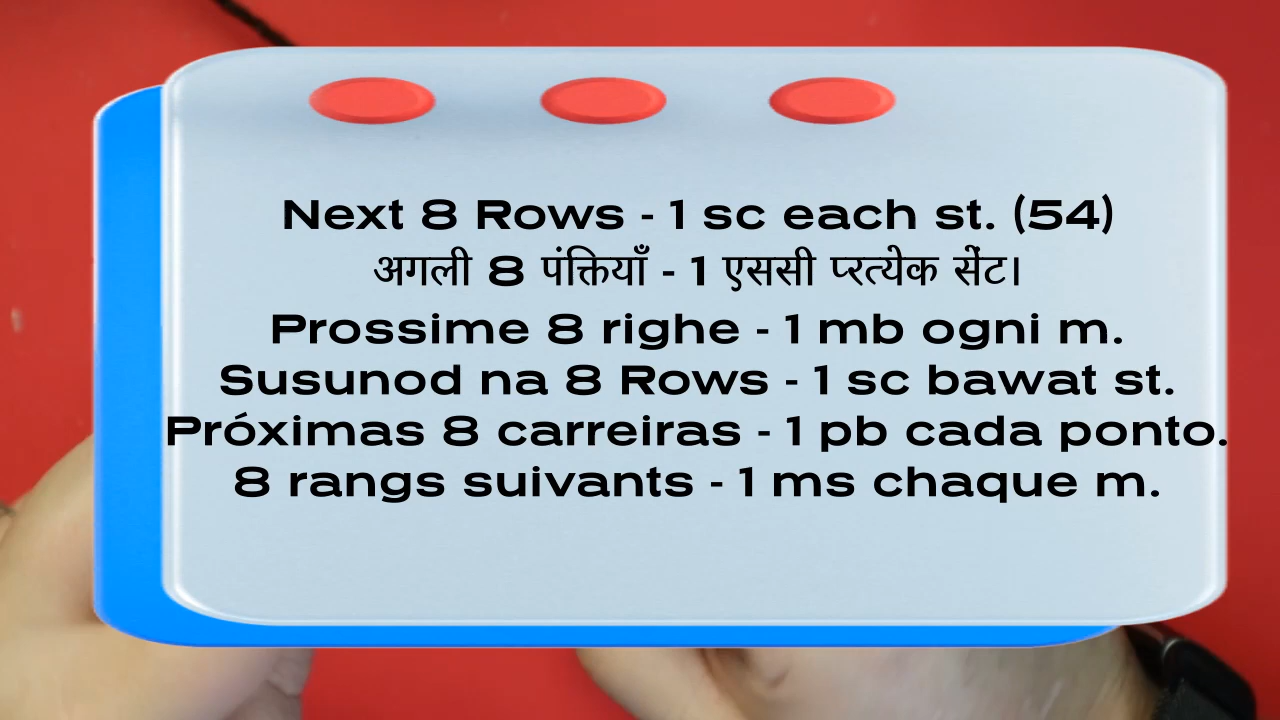 Next 8 Rows - 1 sc each st. (54)
अगली 8 पंक्तियाँ - 1 एससी प्रत्येक सेंट।
Prossime 8 righe - 1 mb ogni m.
Susunod na 8 Rows - 1 sc bawat st.
Próximas 8 carreiras - 1 pb cada ponto.
8 rangs suivants - 1 ms chaque m.